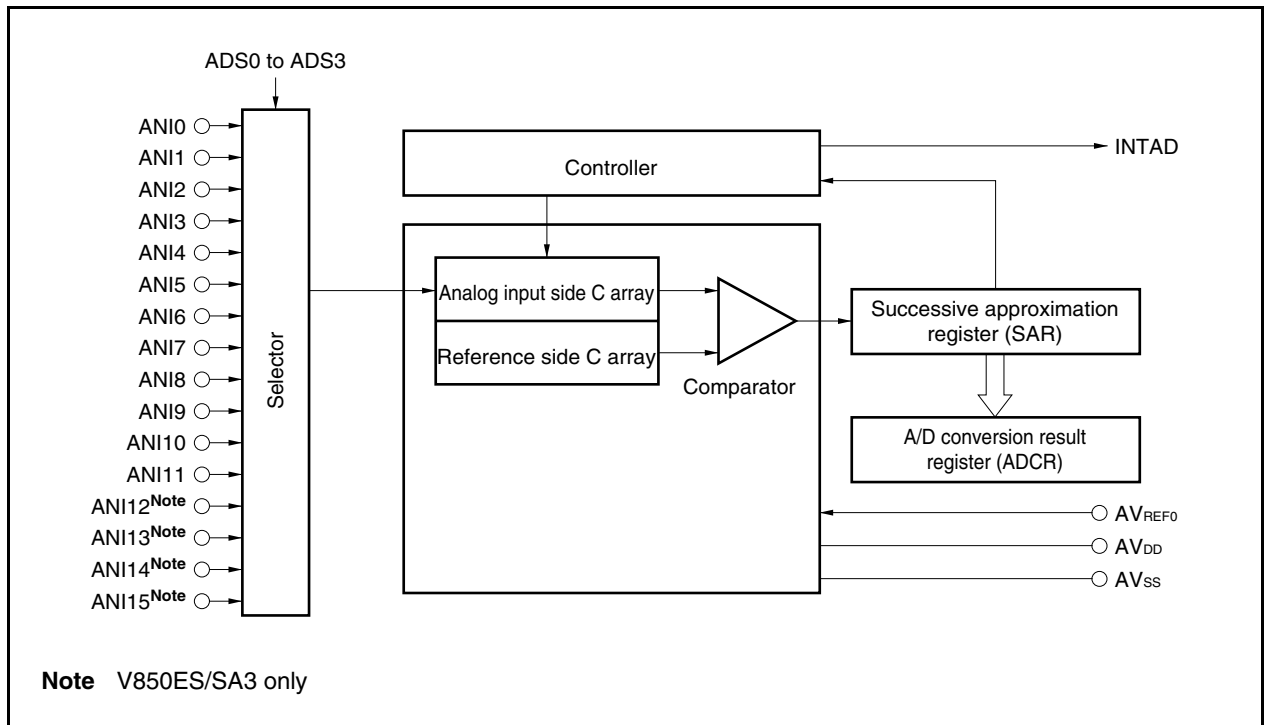 ADS0 to ADS3
ANI0
ANI1
ANI2
ANI3
ANI4
ANI5
ANI6
ANI7
ANI8
ANI9
ANI10
ANI11
ANI12Note
ANI13Note
ANI14Note
ANI15Note
Selector
Controller
INTAD
Analog input side C array
Reference side C array
Comparator
Successive approximation
register (SAR)
A/D conversion result
register (ADCR)
AVREF0
AVDD
AVSS
Note V850ES/SA3 only